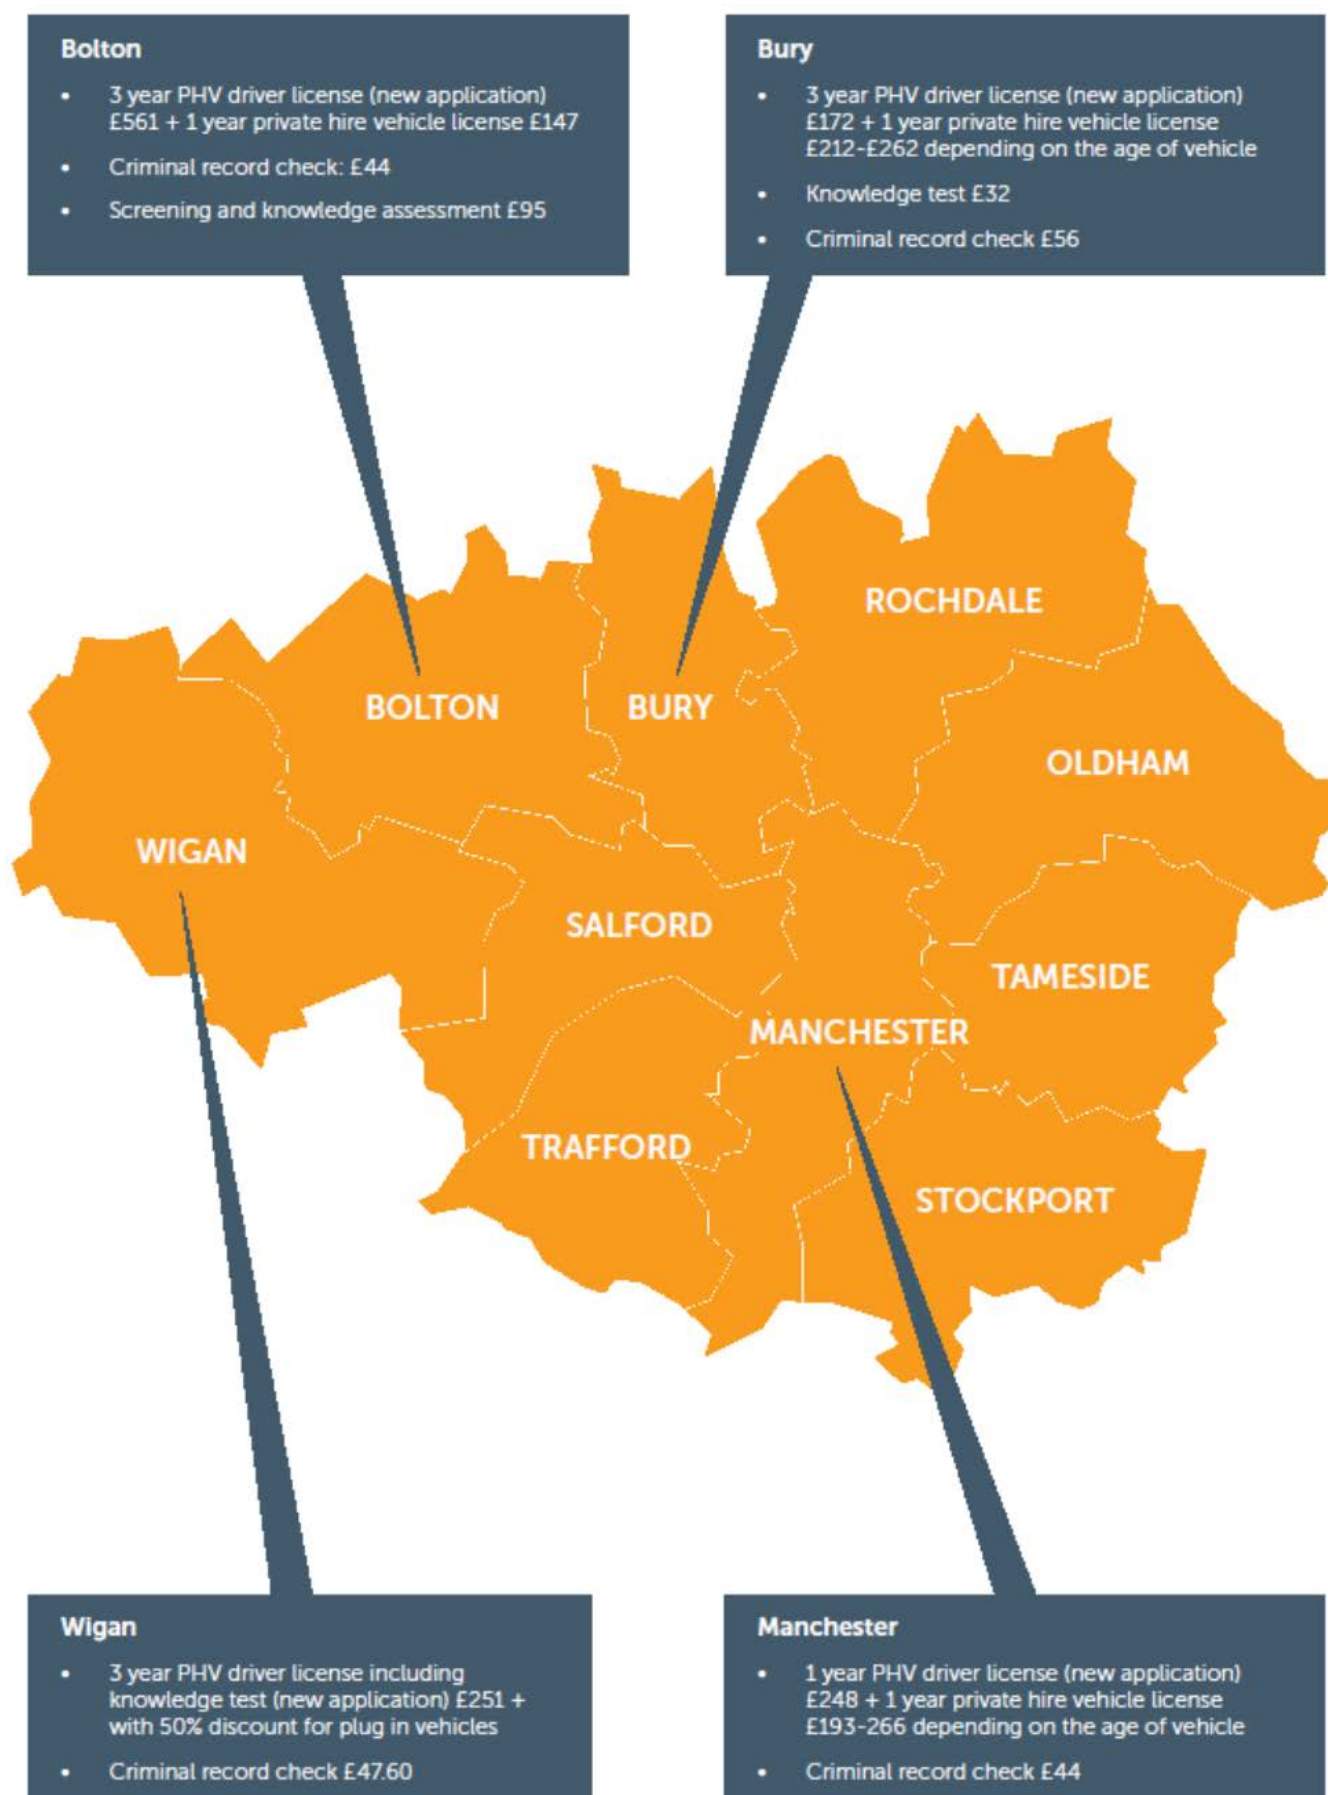 Bolton
• 3 year PHV driver license (new application)
£561 + 1 year private hire vehicle license £147
• Criminal record check: £44
• Screening and knowledge assessment £95
Bury
• 3 year PHV driver license (new application)
£172 + 1 year private hire vehicle license
£212-£262 depending on the age of vehicle
• Knowledge test £32
• Criminal record check £56
ROCHDALE
BOLTON
BURY
OLDHAM
WIGAN
SALFORD
TAMESIDE
MANCHESTER
TRAFFORD
STOCKPORT
Wigan
• 3 year PHV driver license including
knowledge test (new application) £251 +
with 50% discount for plug in vehicles
• Criminal record check £47.60
Manchester
• 1 year PHV driver license (new application)
£248 + 1 year private hire vehicle license
£193-266 depending on the age of vehicle
• Criminal record check £44